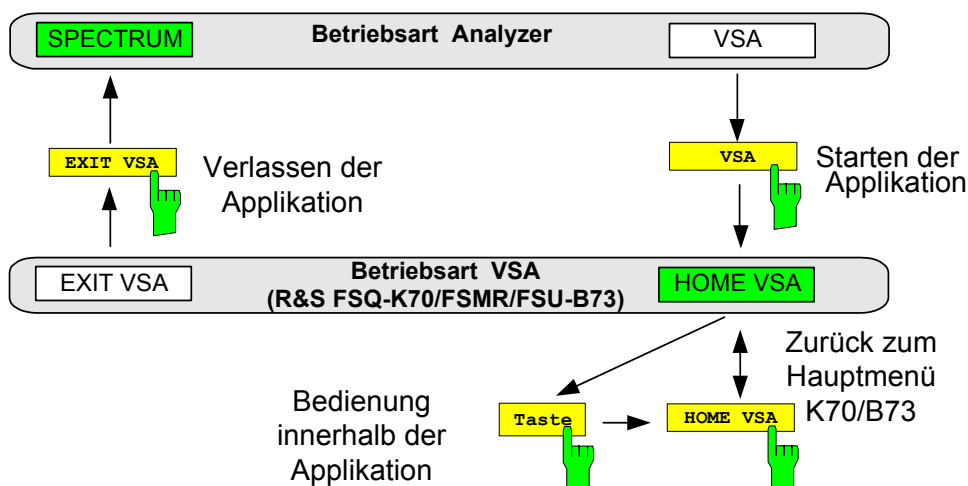 SPECTRUM
Betriebsart Analyzer
VSA
EXIT VSA
Verlassen der
Applikation
VSA
Starten der
Applikation
EXIT VSA
Betriebsart VSA
(R&S FSQ-K70/FSMR/FSU-B73)
HOME VSA
Zurück zum
Hauptmenü
K70/B73
Bedienung
innerhalb der
Applikation
Taste
HOME VSA